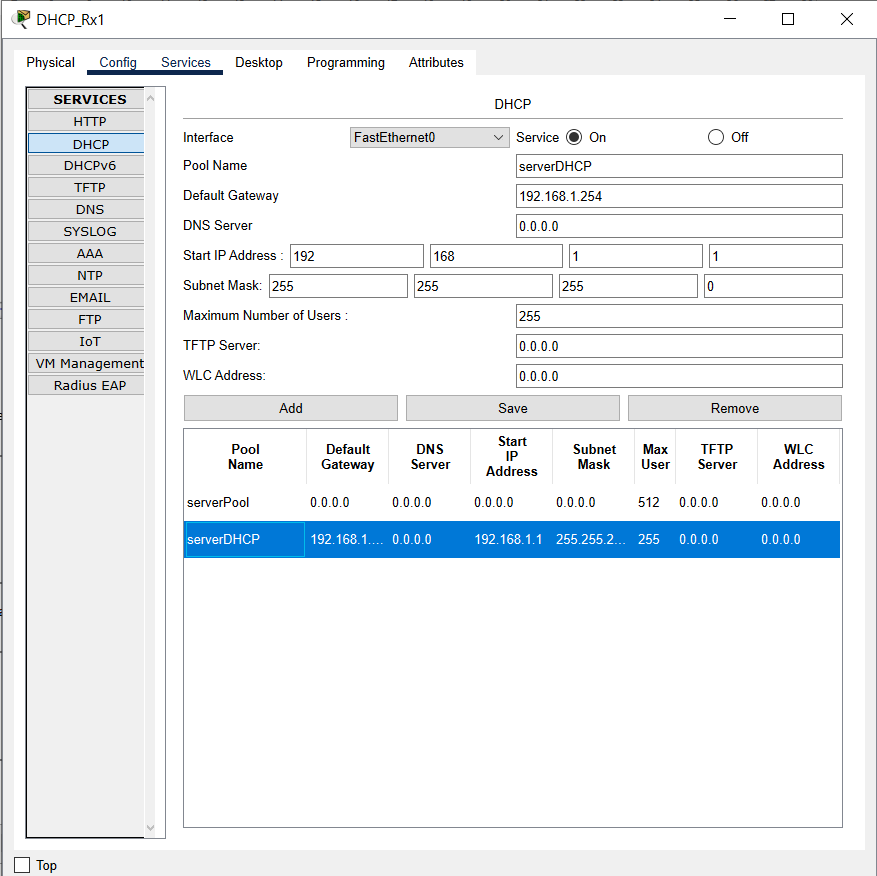 DHCP_Rx1
Physical Config Services Desktop Programming Attributes
SERVICES
HTTP
DHCP
DHCPv6
TFTP
DNS
SYSLOG
AAA
NTP
EMAIL
FTP
IoT
VM Management
Radius EAP
DHCP
Interface FastEthernet0 Service On Off
Pool Name serverDHCP
Default Gateway 192.168.1.254
DNS Server 0.0.0.0
Start IP Address : 192 168 1 1
Subnet Mask: 255 255 255 0
Maximum Number of Users : 255
TFTP Server: 0.0.0.0
WLC Address: 0.0.0.0
Add Save Remove
Pool Name Default Gateway DNS Server Start IP Address Subnet Mask Max User TFTP Server WLC Address
serverPool 0.0.0.0 0.0.0.0 0.0.0.0 0.0.0.0 512 0.0.0.0 0.0.0.0
serverDHCP 192.168.1.... 0.0.0.0 192.168.1.1 255.255.2... 255 0.0.0.0 0.0.0.0
Top